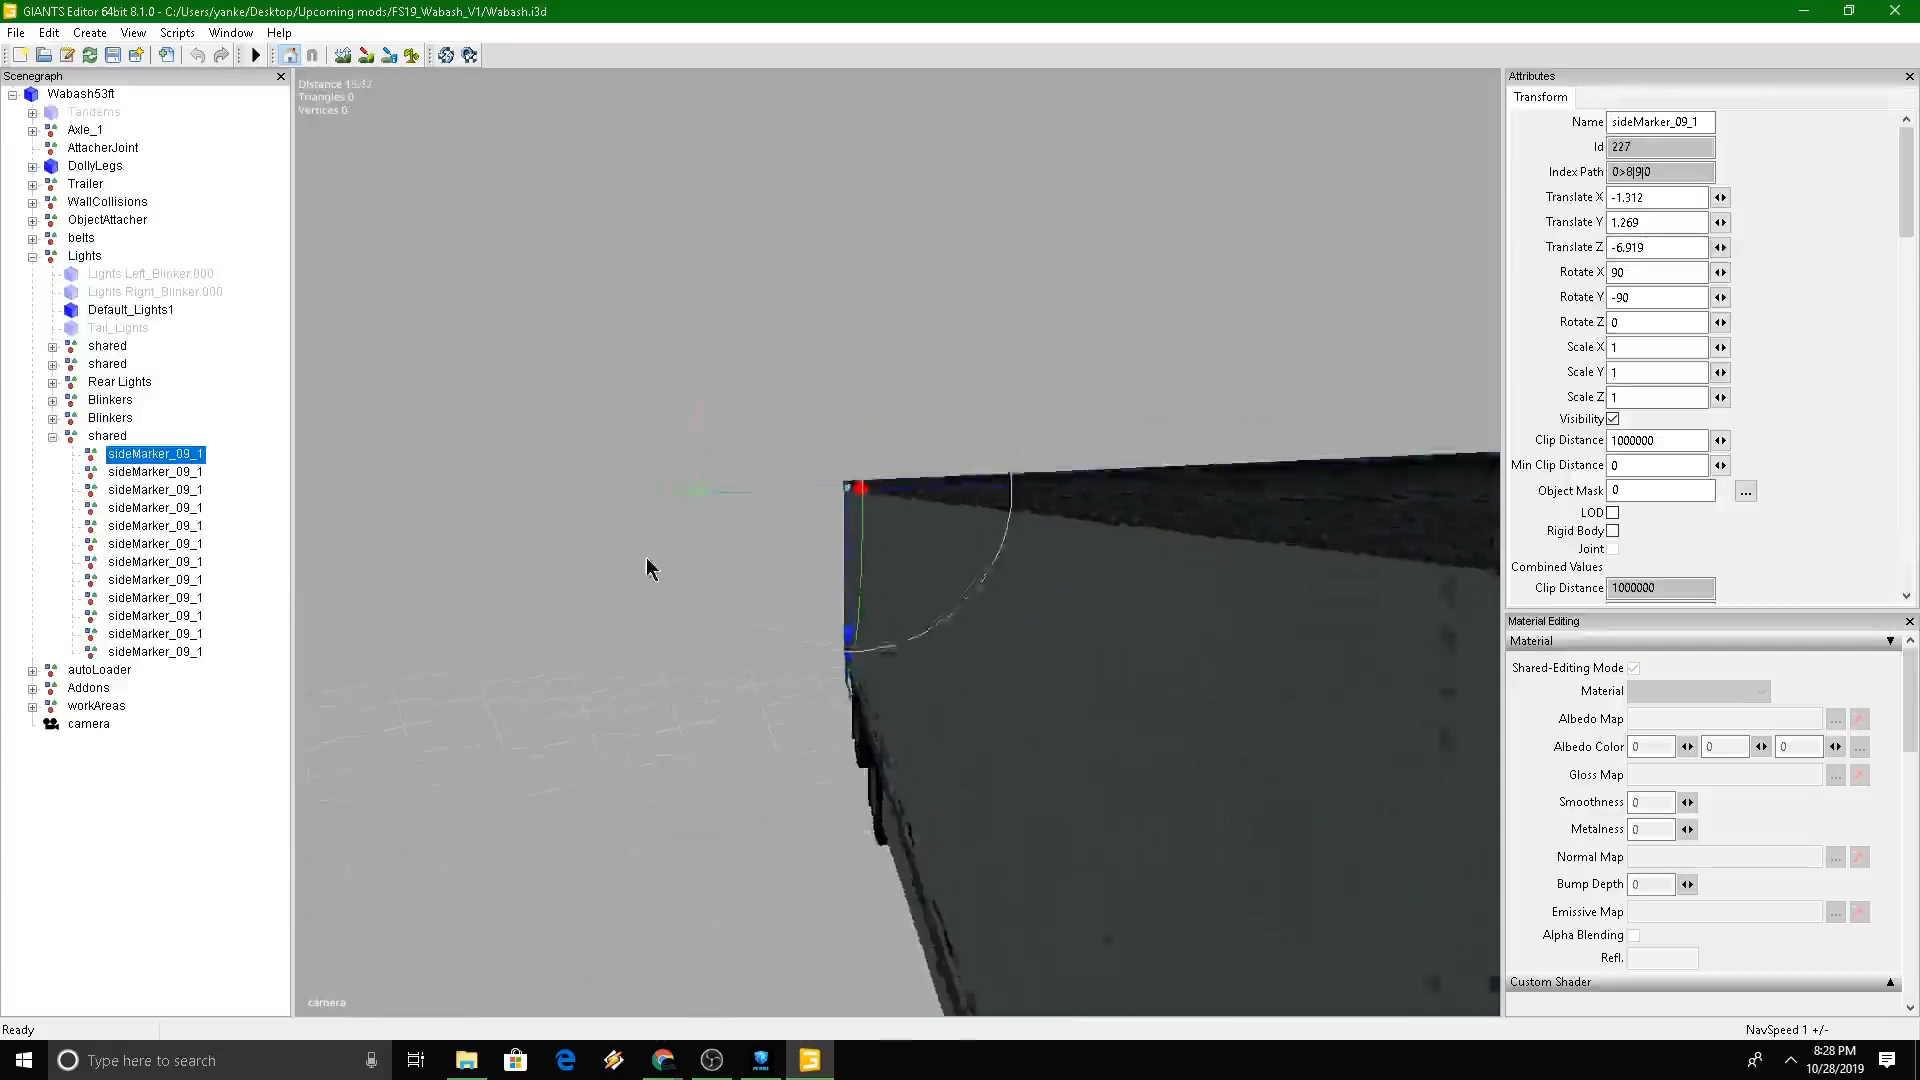 GIANTS Editor 64bit 8.1.0 - C:/Users/yanke/Desktop/Upcoming mods/FS19_Wabash_V1/Wabash.i3d
File Edit Create View Scripts Window Help
Scenegraph
Wabash53ft
Tandems
Axle_1
AttacherJoint
DollyLegs
Trailer
WallCollisions
ObjectAttacher
belts
Lights
Lights Left_Blinker.000
Lights Right_Blinker.000
Default_Lights1
Tail_Lights
shared
shared
Rear Lights
Blinkers
Blinkers
shared
sideMarker_09_1
sideMarker_09_1
sideMarker_09_1
sideMarker_09_1
sideMarker_09_1
sideMarker_09_1
sideMarker_09_1
sideMarker_09_1
sideMarker_09_1
sideMarker_09_1
sideMarker_09_1
sideMarker_09_1
autoLoader
Addons
workAreas
camera
Distance
Triangles 0
Vertices 0
camera
Attributes
Transform
Name sideMarker_09_1
Id 227
Index Path 0>8|9|0
Translate X -1.312
Translate Y 1.269
Translate Z -6.919
Rotate X 90
Rotate Y -90
Rotate Z 0
Scale X 1
Scale Y 1
Scale Z 1
Visibility
Clip Distance 1000000
Min Clip Distance 0
Object Mask 0 ...
LOD
Rigid Body
Joint
Combined Values
Clip Distance 1000000
Material Editing
Material
Shared-Editing Mode
Material
Albedo Map ...
Albedo Color 0 0 0 ...
Gloss Map ...
Smoothness 0
Metalness 0
Normal Map ...
Bump Depth 0
Emissive Map ...
Alpha Blending
Refl.
Custom Shader
Ready
NavSpeed 1 +/-
Type here to search
8:28 PM
10/28/2019